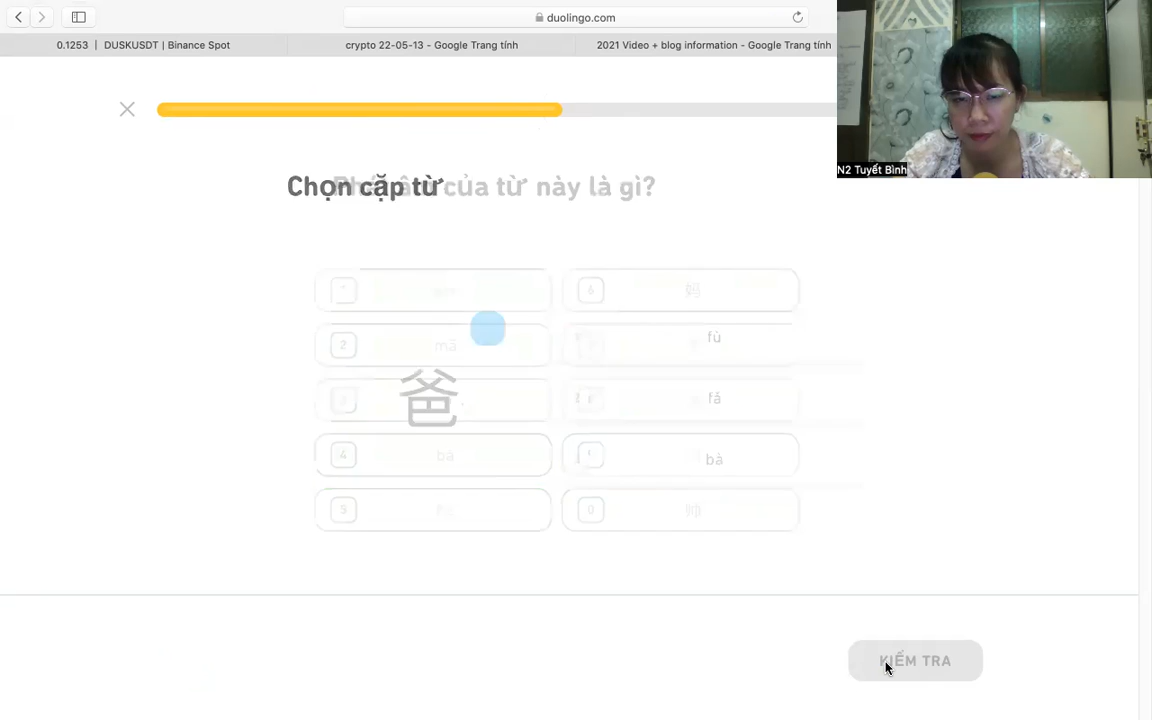 duolingo.com
0.1253 | DUSKUSDT | Binance Spot
crypto 22-05-13 - Google Trang tính
2021 Video + blog information - Google Trang tính
N2 Tuyết Bình
Chọn cặp từ
của từ này là gì?
6 妈
2 mā
fù
爸
fǎ
4 bà
bà
5
0
KIỂM TRA